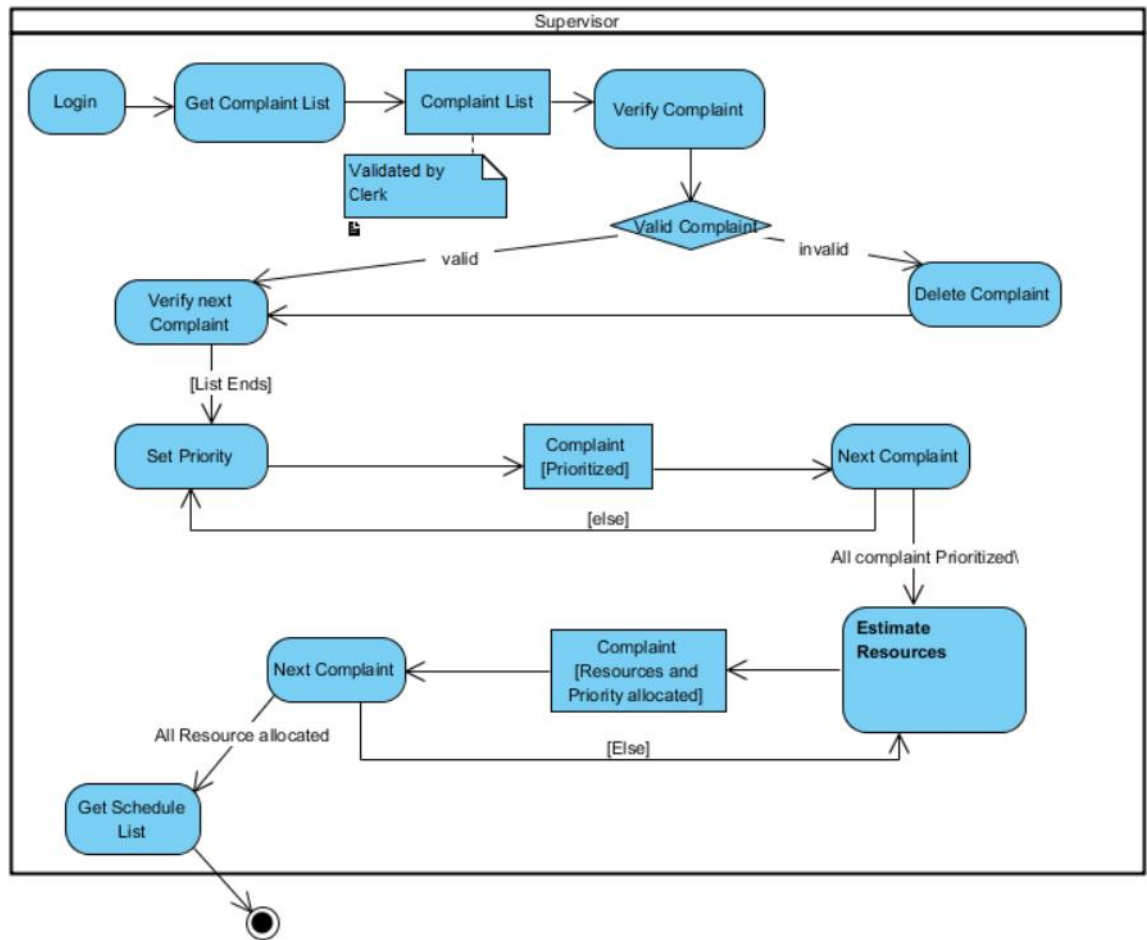 Supervisor
Login
Get Complaint List
Complaint List
Verify Complaint
Validated by
Clerk
Valid Complaint
valid
invalid
Verify next
Complaint
Delete Complaint
[List Ends]
Set Priority
Complaint
[Prioritized]
Next Complaint
[else]
All complaint Prioritized\
Estimate
Resources
Complaint
[Resources and
Priority allocated]
Next Complaint
All Resource allocated
[Else]
Get Schedule
List